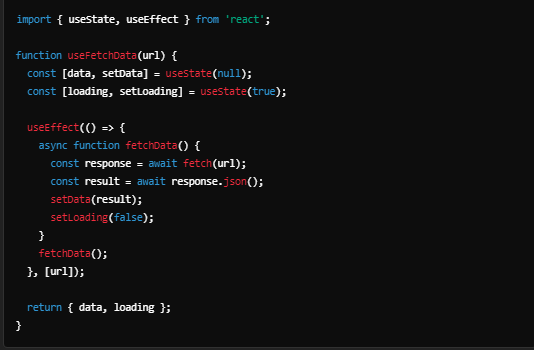 import { useState, useEffect } from 'react';
function useFetchData(url) {
const [data, setData] = useState(null);
const [loading, setLoading] = useState(true);
useEffect(() => {
async function fetchData() {
const response = await fetch(url);
const result = await response.json();
setData(result);
setLoading(false);
}
fetchData();
}, [url]);
return { data, loading };
}